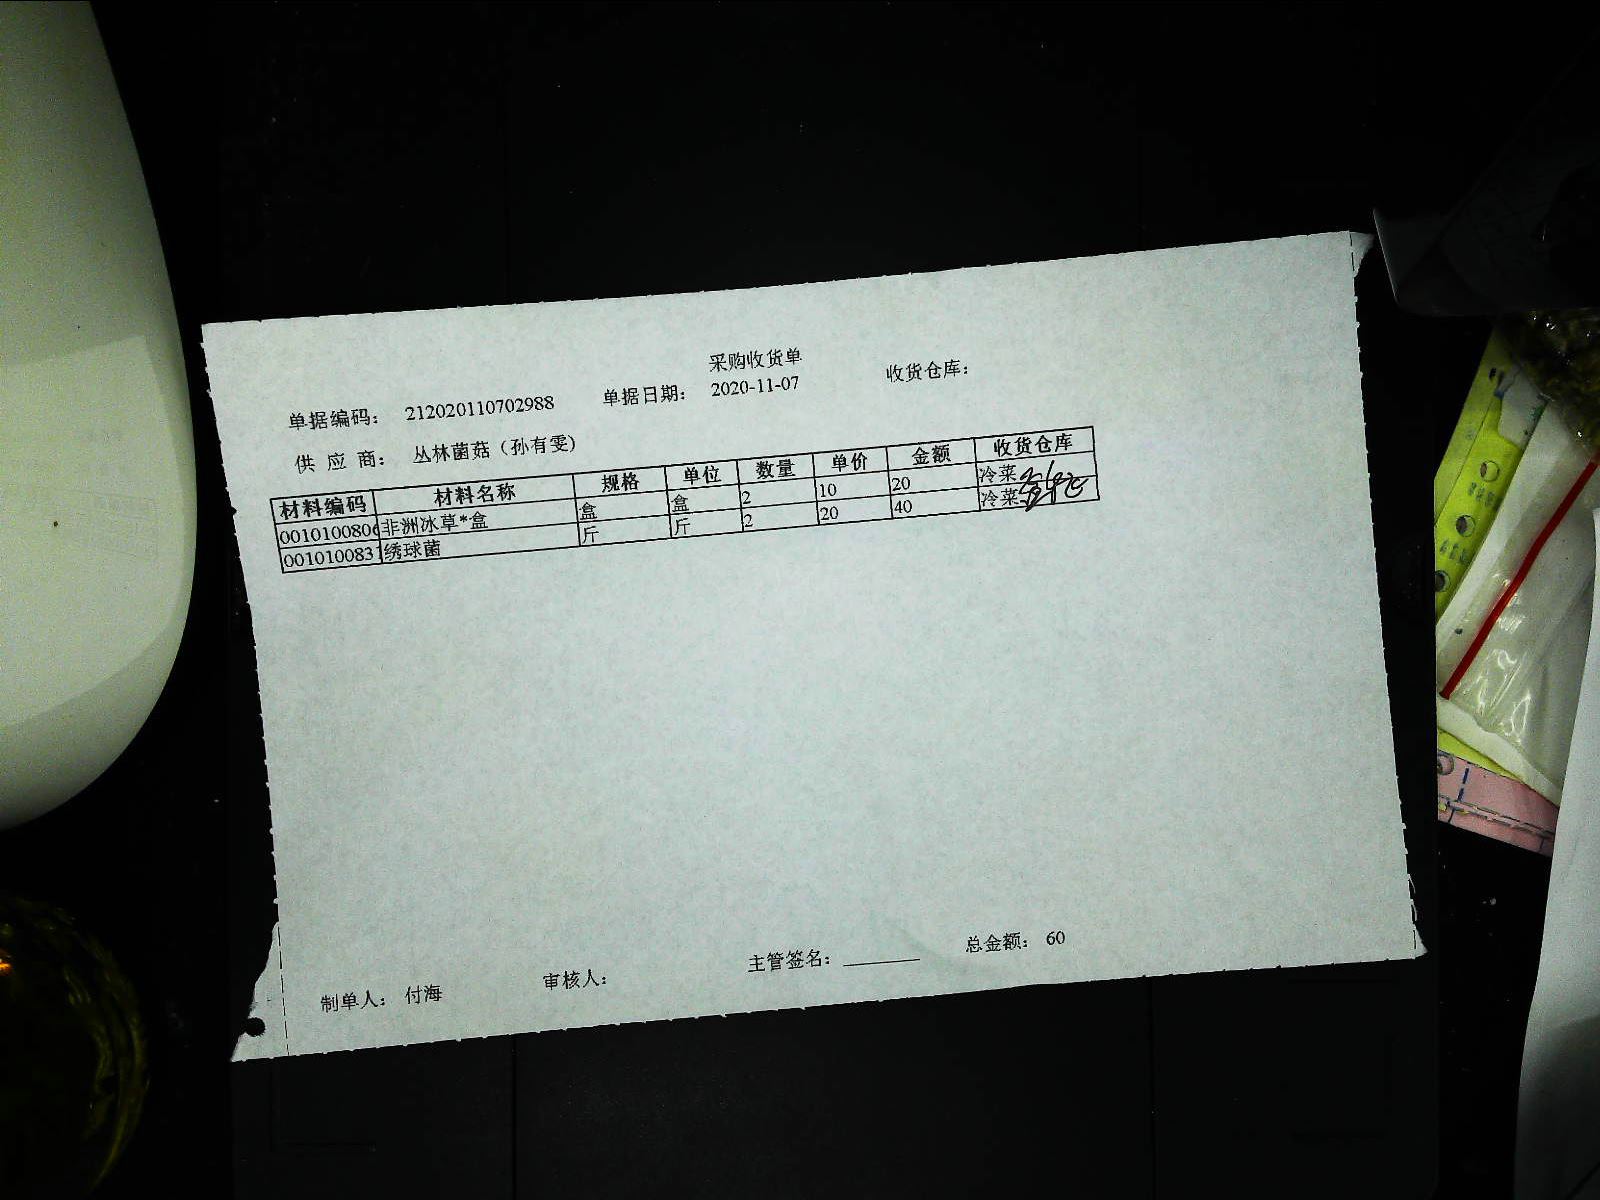 采购收货单
单据编码： 212020110702988 单据日期： 2020-11-07 收货仓库：
供 应 商： 丛林菌菇（孙有雯)
材料编码 材料名称 规格 单位 数量 单价 金额 收货仓库
001010080 非洲冰草*盒 盒 盒 2 10 20 冷菜
001010083 绣球菌 斤 斤 2 20 40 冷菜
制单人： 付海 审核人： 主管签名： 总金额： 60